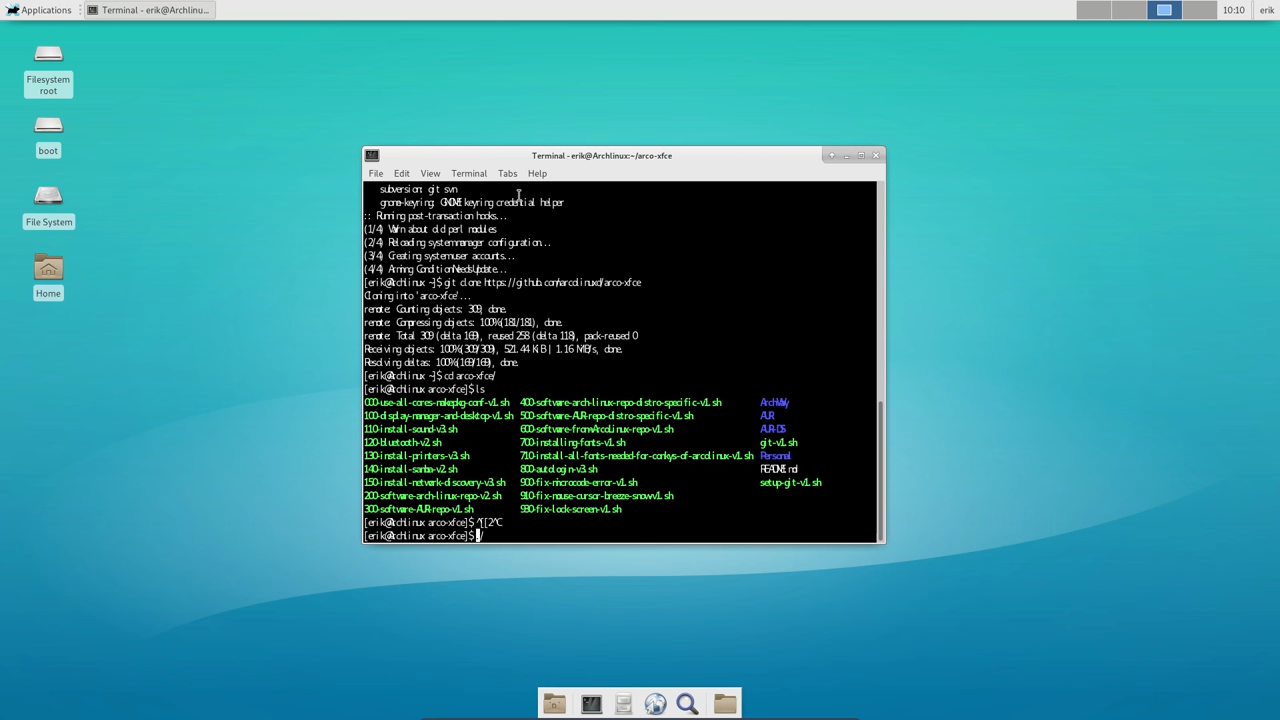 Applications
Terminal - erik@Archlinu...
10:10
erik
Filesystem
root
boot
File System
Home
Terminal - erik@Archlinux:~/arco-xfce
File Edit View Terminal Tabs Help
subversion: git svn
gnome-keyring: GNOME keyring credential helper
:: Running post-transaction hooks...
(1/4) Warn about old perl modules
(2/4) Reloading system manager configuration...
(3/4) Creating system user accounts...
(4/4) Arming ConditionNeedsUpdate...
[erik@Archlinux ~]$ git clone https://github.com/arcolinuxd/arco-xfce
Cloning into 'arco-xfce'...
remote: Counting objects: 309, done.
remote: Compressing objects: 100% (181/181), done.
remote: Total 309 (delta 169), reused 258 (delta 118), pack-reused 0
Receiving objects: 100% (309/309), 521.44 KiB | 1.16 MiB/s, done.
Resolving deltas: 100% (169/169), done.
[erik@Archlinux ~]$ cd arco-xfce/
[erik@Archlinux arco-xfce]$ ls
000-use-all-cores-makepkg-conf-v1.sh 400-software-arch-linux-repo-distro-specific-v1.sh ArchWay
100-display-manager-and-desktop-v1.sh 500-software-AUR-repo-distro-specific-v1.sh AUR
110-install-sound-v3.sh 600-software-from-ArcoLinux-repo-v1.sh AUR-DS
120-bluetooth-v2.sh 700-installing-fonts-v1.sh git-v1.sh
130-install-printers-v3.sh 710-install-all-fonts-needed-for-conkys-of-arcolinux-v1.sh Personal
140-install-samba-v2.sh 800-autologin-v3.sh README.md
150-install-network-discovery-v3.sh 900-fix-microcode-error-v1.sh setup-git-v1.sh
200-software-arch-linux-repo-v2.sh 910-fix-mouse-cursor-breeze-snow-v1.sh
300-software-AUR-repo-v1.sh 930-fix-lock-screen-v1.sh
[erik@Archlinux arco-xfce]$ ^[[2^C
[erik@Archlinux arco-xfce]$ ./